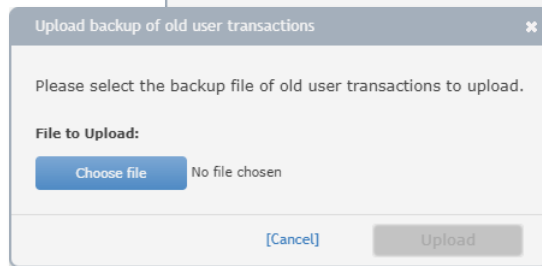 Upload backup of old user transactions
Please select the backup file of old user transactions to upload.
File to Upload:
Choose file No file chosen
[Cancel] Upload